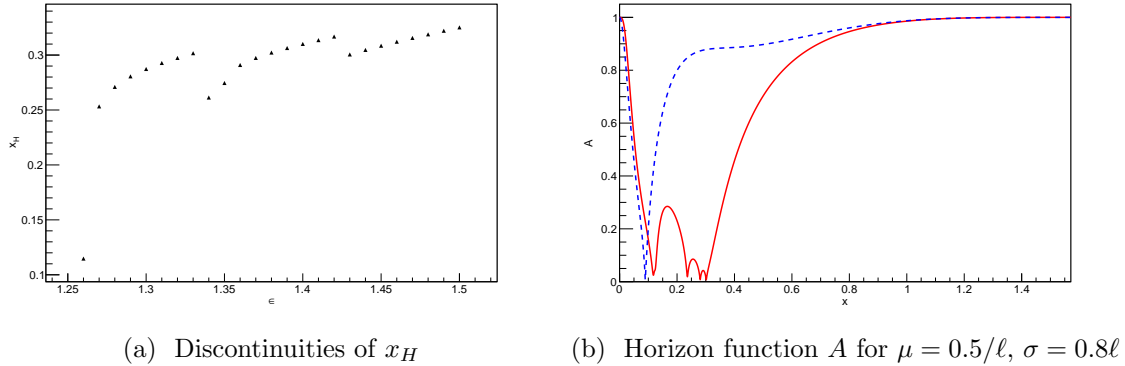 0.3
0.25
0.2
0.15
0.1
x_H
1.25 1.3 1.35 1.4 1.45 1.5
∈
1
0.8
0.6
0.4
0.2
0
A
0 0.2 0.4 0.6 0.8 1 1.2 1.4
x
(a) Discontinuities of x_H
(b) Horizon function A for μ = 0.5/ℓ, σ = 0.8ℓ